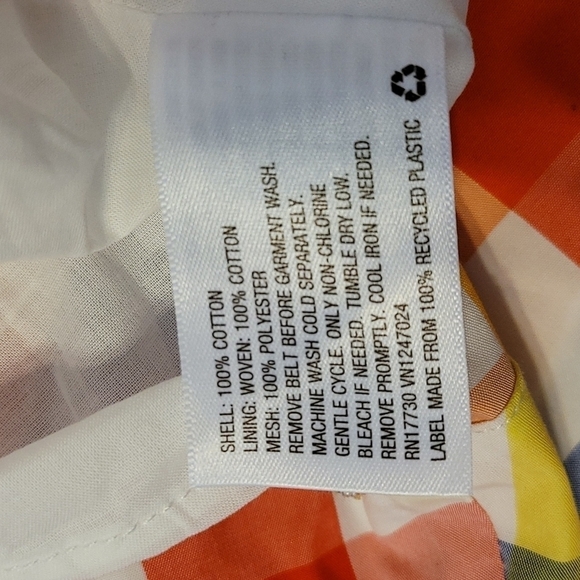 SHELL: 100% COTTON
LINING: WOVEN: 100% COTTON
MESH: 100% POLYESTER
REMOVE BELT BEFORE GARMENT WASH.
MACHINE WASH COLD SEPARATELY.
GENTLE CYCLE. ONLY NON-CHLORINE
BLEACH IF NEEDED. TUMBLE DRY LOW.
REMOVE PROMPTLY. COOL IRON IF NEEDED.
RN17730 VN1247024
LABEL MADE FROM 100% RECYCLED PLASTIC